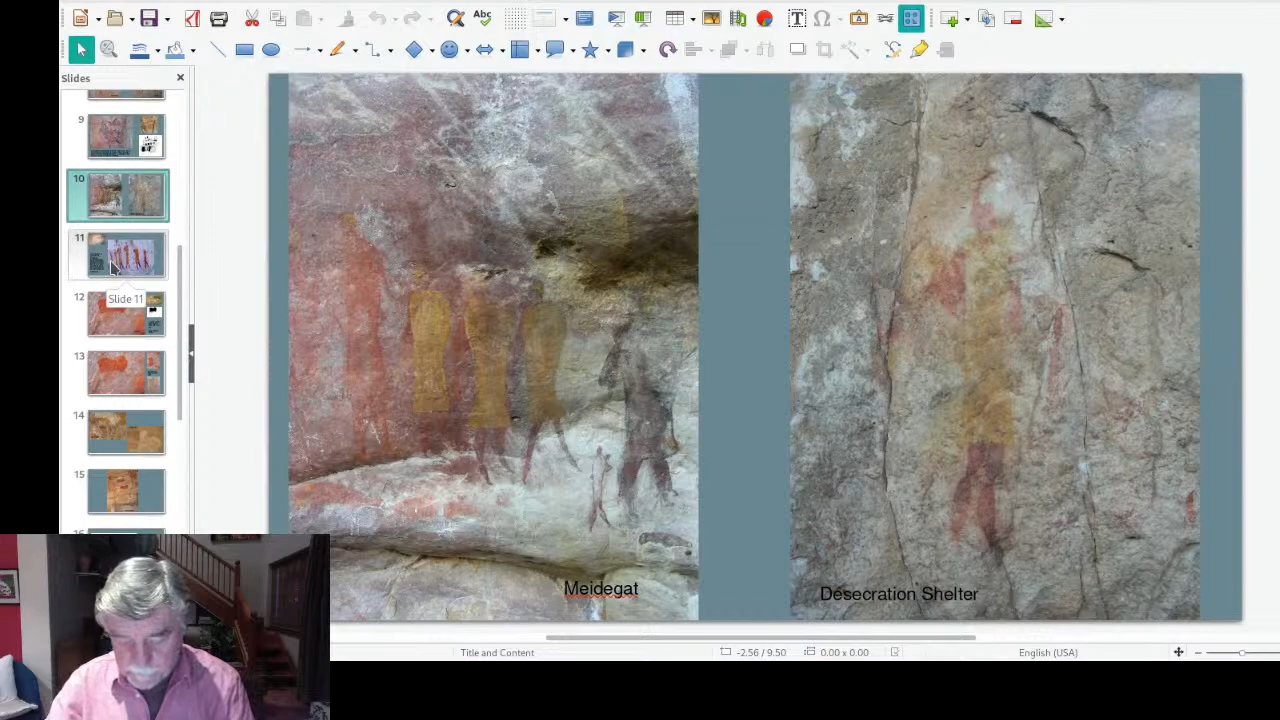 Abc
T
Ω
Slides
9
10
11
Slide 11
12
13
14
15
Meidegat
Desecration Shelter
Title and Content
-2.56 / 9.50
0.00 x 0.00
English (USA)